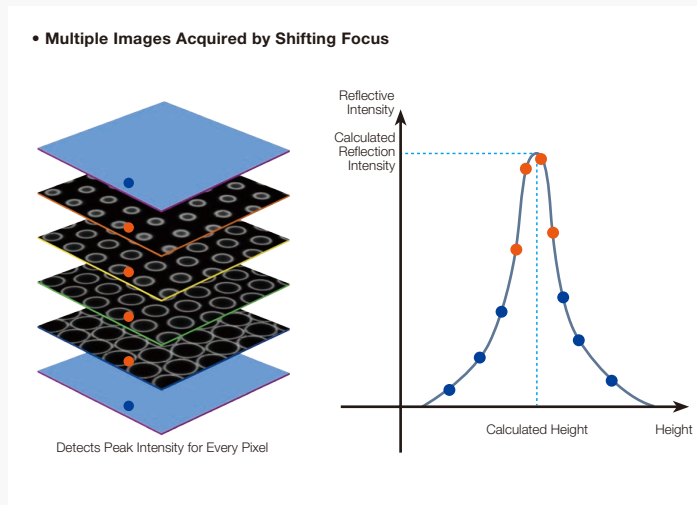 • Multiple Images Acquired by Shifting Focus
Detects Peak Intensity for Every Pixel
Reflective
Intensity
Calculated
Reflection
Intensity
Calculated Height
Height